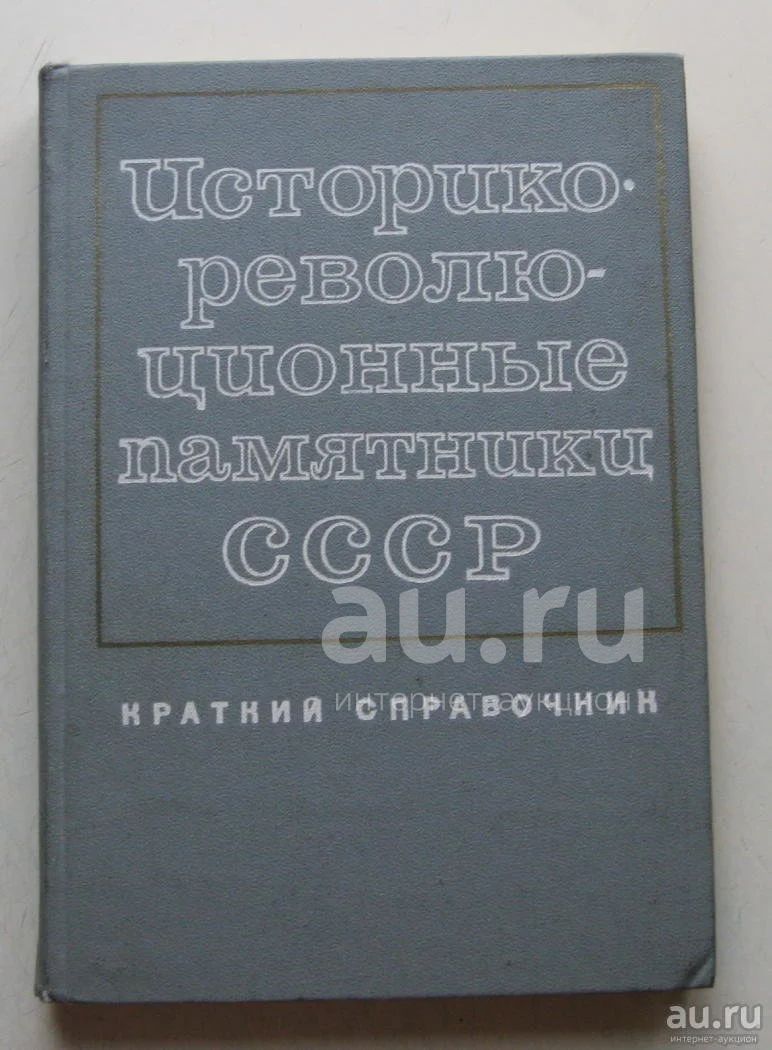 Историко-
револю-
ционные
памятники
СССР
au.ru
интернет-аукцион
КРАТКИЙ СПРАВОЧНИК
au.ru
интернет-аукцион